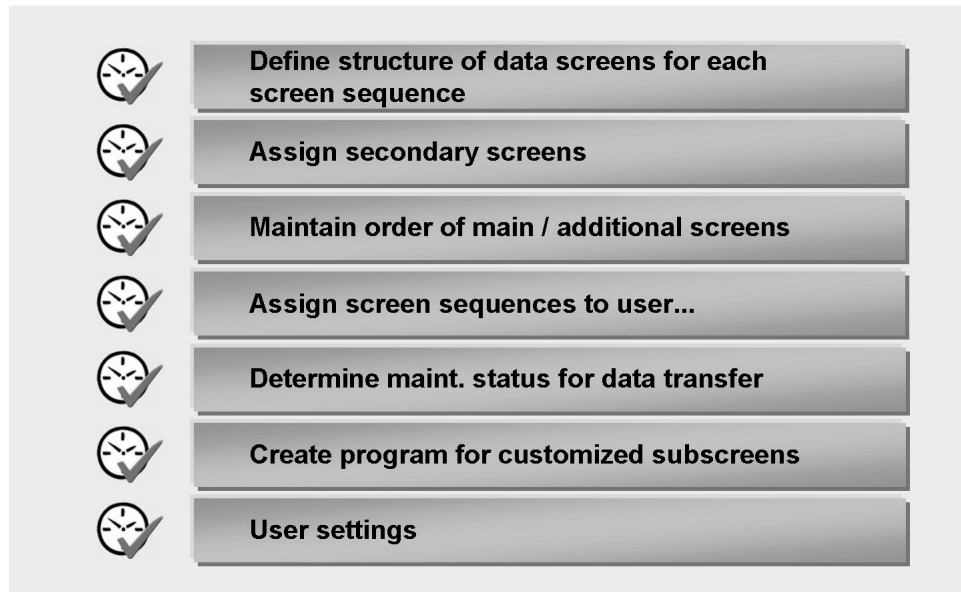 Define structure of data screens for each
screen sequence
Assign secondary screens
Maintain order of main / additional screens
Assign screen sequences to user...
Determine maint. status for data transfer
Create program for customized subscreens
User settings